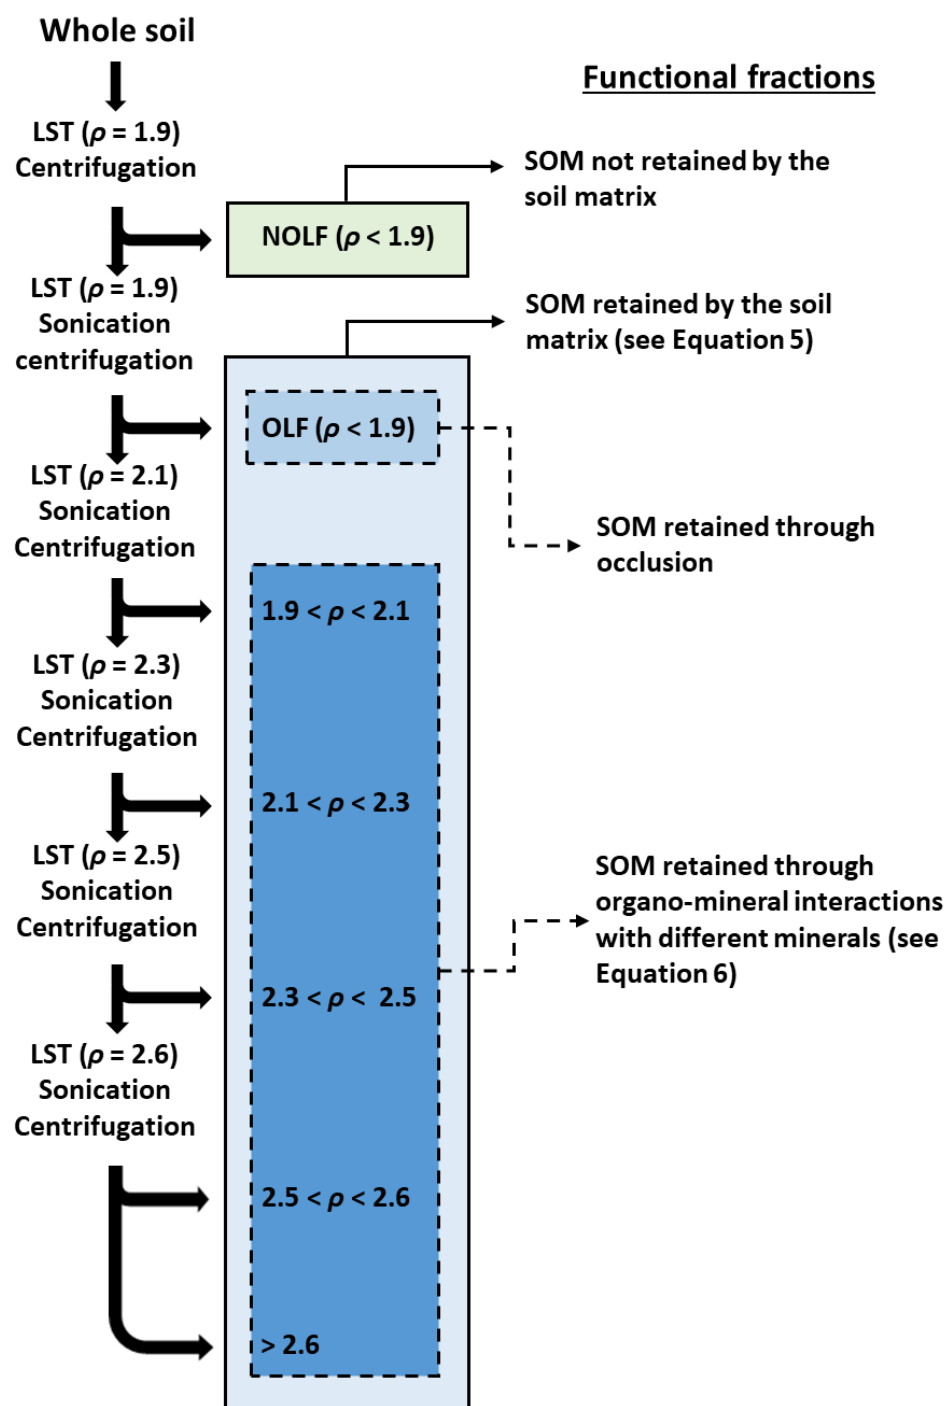 Whole soil
Functional fractions
LST (ρ = 1.9)
Centrifugation
SOM not retained by the
soil matrix
NOLF (ρ < 1.9)
LST (ρ = 1.9)
Sonication
centrifugation
SOM retained by the soil
matrix (see Equation 5)
OLF (ρ < 1.9)
LST (ρ = 2.1)
Sonication
Centrifugation
SOM retained through
occlusion
1.9 < ρ < 2.1
LST (ρ = 2.3)
Sonication
Centrifugation
2.1 < ρ < 2.3
LST (ρ = 2.5)
Sonication
Centrifugation
SOM retained through
organo-mineral interactions
with different minerals (see
Equation 6)
2.3 < ρ < 2.5
LST (ρ = 2.6)
Sonication
Centrifugation
2.5 < ρ < 2.6
> 2.6